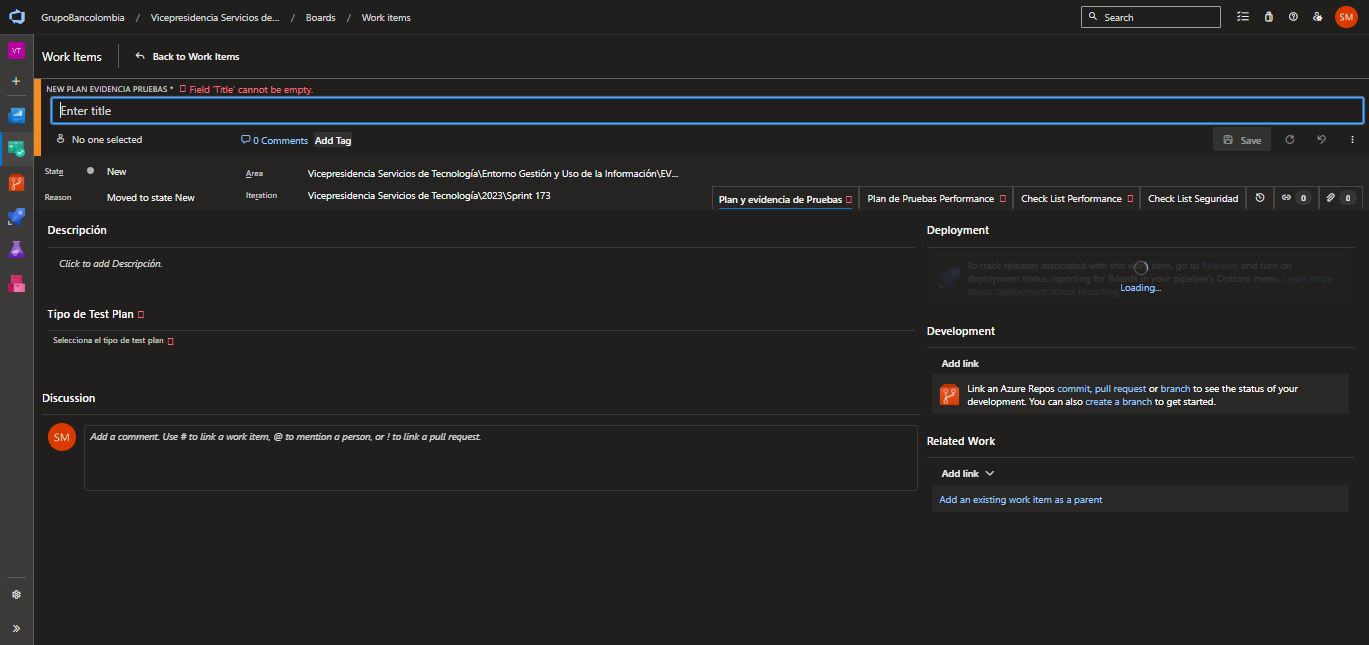 GrupoBancolombia / Vicepresidencia Servicios de... / Boards / Work items
Search
SM
VT
Work Items
Back to Work Items
NEW PLAN EVIDENCIA PRUEBAS * Field 'Title' cannot be empty.
Enter title
No one selected
0 Comments
Add Tag
Save
State
New
Area
Vicepresidencia Servicios de Tecnología\Entorno Gestión y Uso de la Información\EV...
Reason
Moved to state New
Iteration
Vicepresidencia Servicios de Tecnología\2023\Sprint 173
Plan y evidencia de Pruebas
Plan de Pruebas Performance
Check List Performance
Check List Seguridad
0
0
Descripción
Click to add Descripción.
Tipo de Test Plan
Selecciona el tipo de test plan
Discussion
SM
Add a comment. Use # to link a work item, @ to mention a person, or ! to link a pull request.
Deployment
To track releases associated with this work item, go to Releases and turn on
deployment status reporting for Boards in your pipeline's Options menu. Learn more
about deployment status reporting
Loading...
Development
Add link
Link an Azure Repos commit, pull request or branch to see the status of your
development. You can also create a branch to get started.
Related Work
Add link
Add an existing work item as a parent